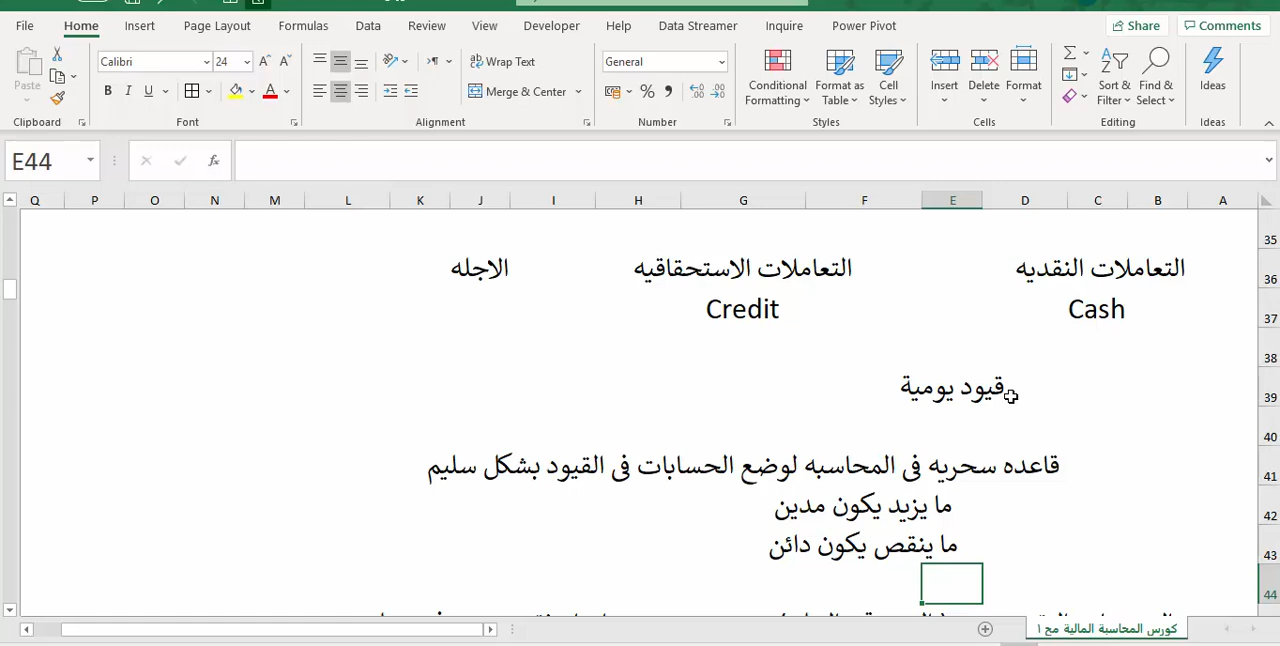 File Home Insert Page Layout Formulas Data Review View Developer Help Data Streamer Inquire Power Pivot Share Comments
Paste Calibri 24 Wrap Text General Conditional Formatting Format as Table Cell Styles Insert Delete Format Sort & Filter Find & Select Ideas
B I U A Merge & Center
Clipboard Font Alignment Number Styles Cells Editing Ideas
E44 fx
Q P O N M L K J I H G F E D C B A
35
التعاملات النقديه التعاملات الاستحقاقيه الاجله
36
Cash Credit
37
38
قيود يومية
39
40
قاعده سحريه فى المحاسبه لوضع الحسابات فى القيود بشكل سليم
41
ما يزيد يكون مدين
42
ما ينقص يكون دائن
43
44
كورس المحاسبة المالية مح ١